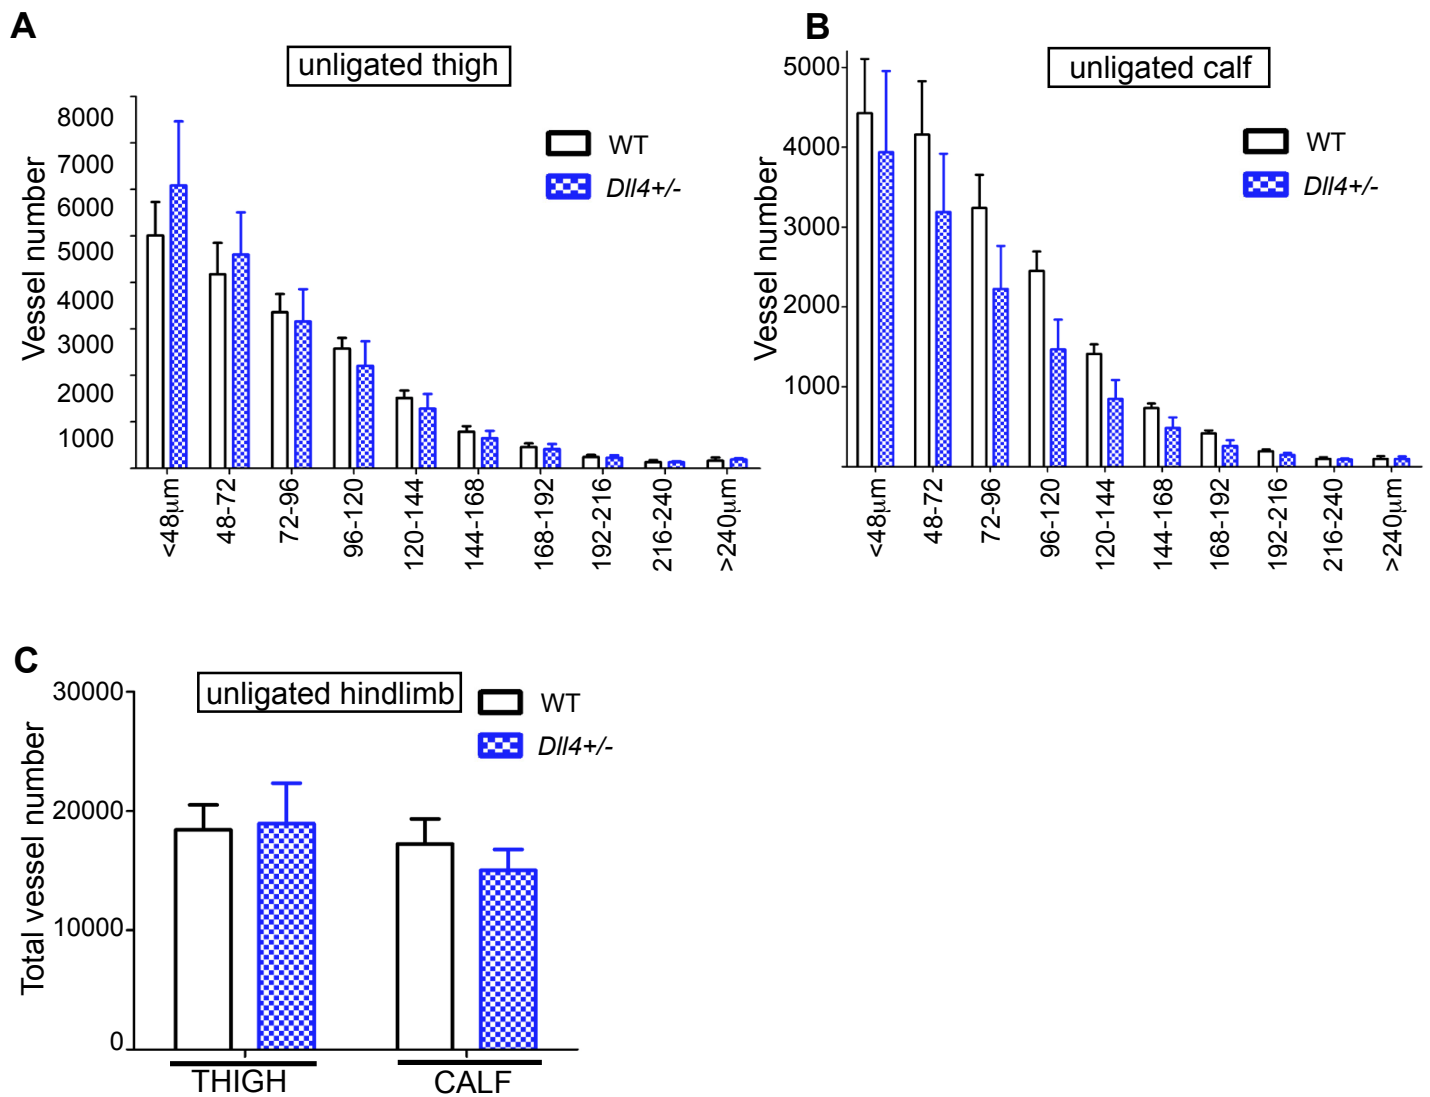 A
unligated thigh
Vessel number
8000
7000
6000
5000
4000
3000
2000
1000
WT
Dll4+/-
<48μm
48-72
72-96
96-120
120-144
144-168
168-192
192-216
216-240
>240μm
B
unligated calf
Vessel number
5000
4000
3000
2000
1000
WT
Dll4+/-
<48μm
48-72
72-96
96-120
120-144
144-168
168-192
192-216
216-240
>240μm
C
unligated hindlimb
Total vessel number
30000
20000
10000
0
WT
Dll4+/-
THIGH
CALF